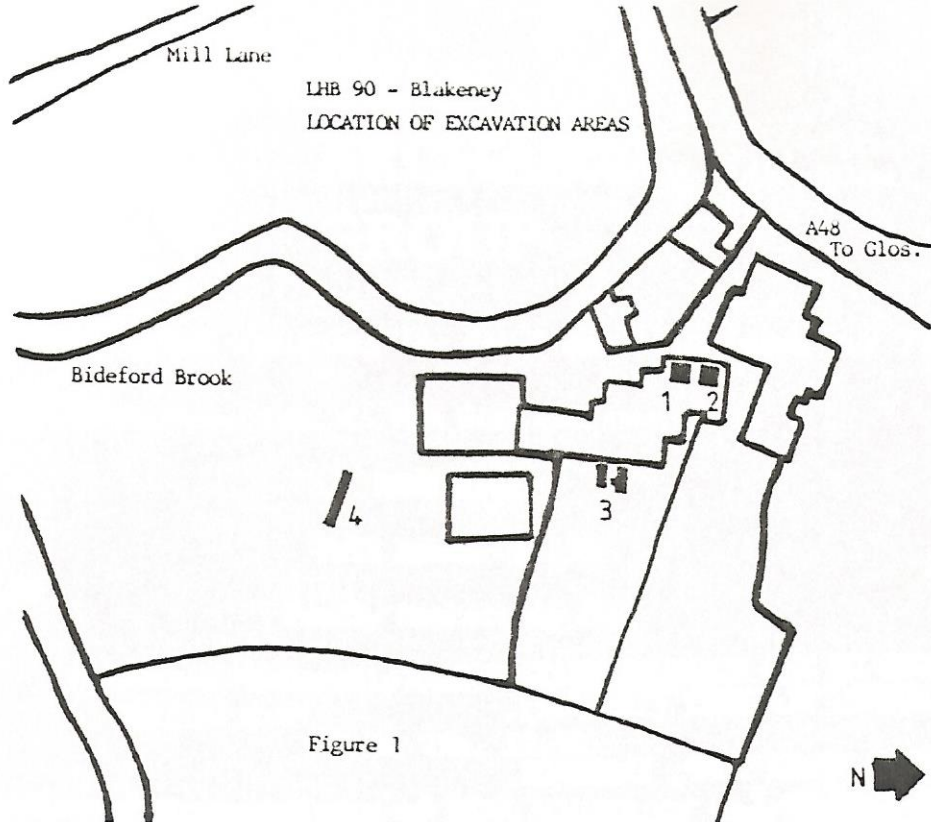 Mill Lane
LHB 90 - Blakeney
LOCATION OF EXCAVATION AREAS
A48
To Glos.
Bideford Brook
1
2
3
4
Figure 1
N